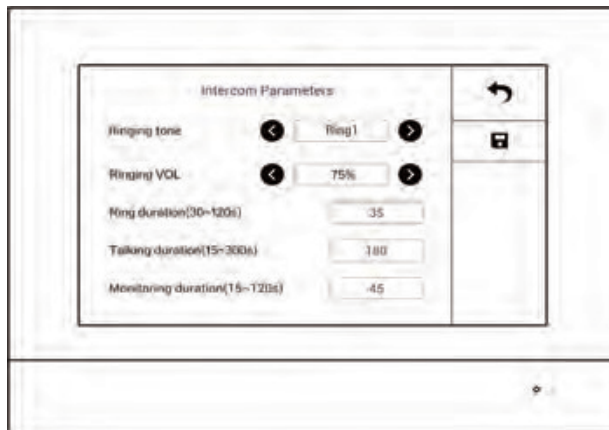 Intercom Parameters
Ringing tone Ring1
Ringing VOL 75%
Ring duration(30~120s) 35
Talking duration(15~300s) 180
Monitoring duration(15~120s) 45